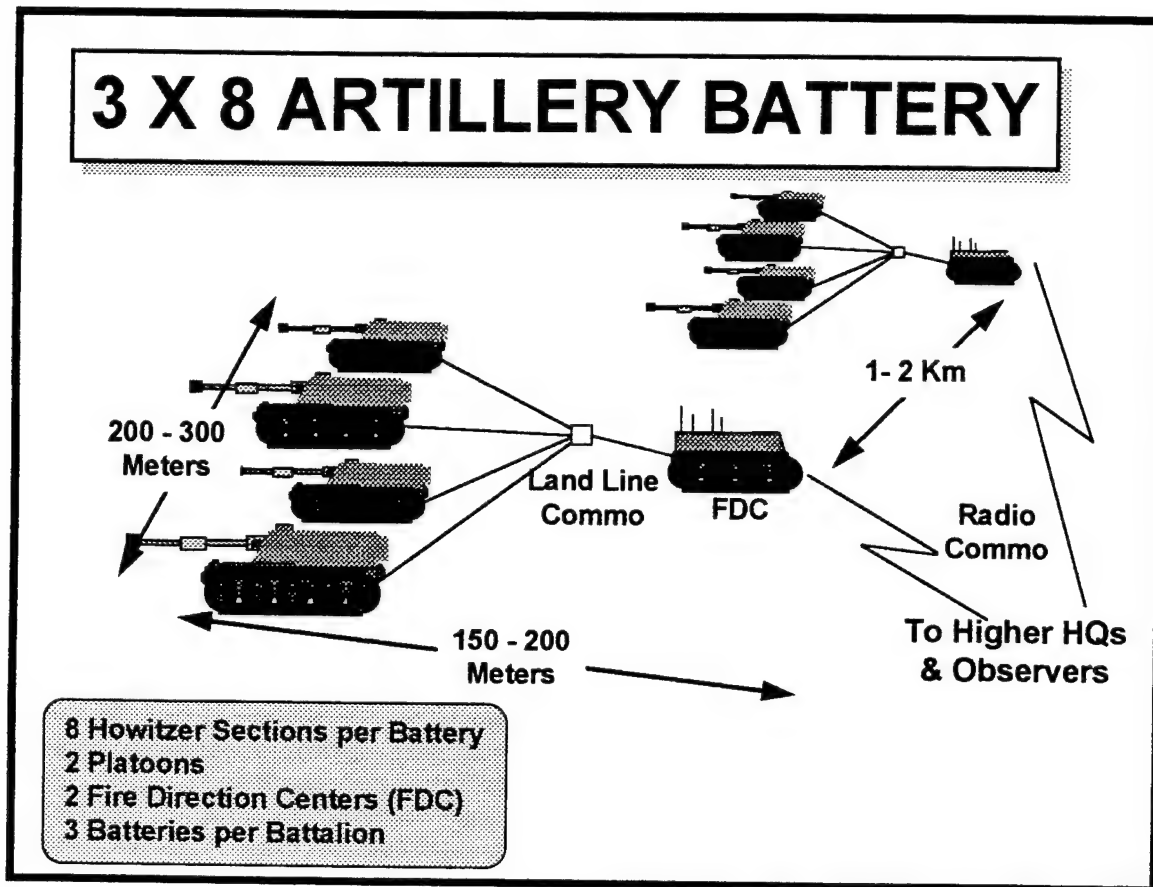 3 X 8 ARTILLERY BATTERY
1- 2 Km
200 - 300
Meters
Land Line
Commo
FDC
Radio
Commo
150 - 200
Meters
To Higher HQs
& Observers
8 Howitzer Sections per Battery
2 Platoons
2 Fire Direction Centers (FDC)
3 Batteries per Battalion